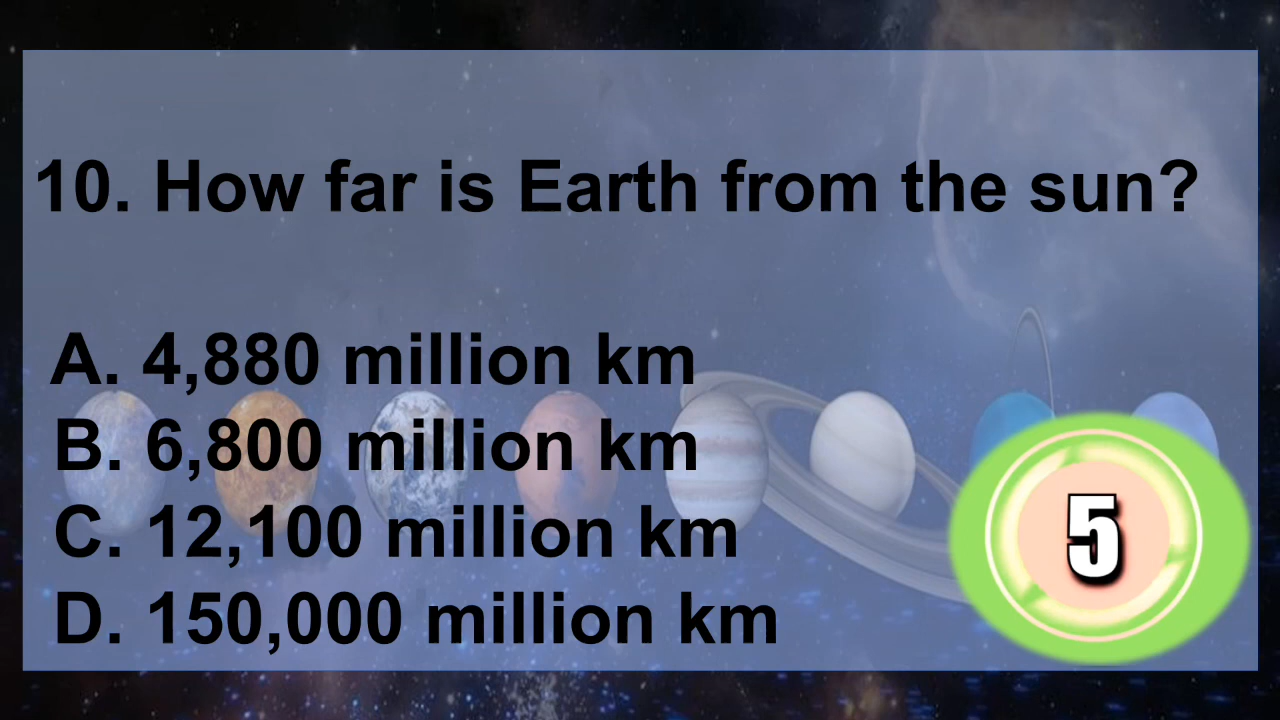 10. How far is Earth from the sun?
A. 4,880 million km
B. 6,800 million km
C. 12,100 million km
D. 150,000 million km
5